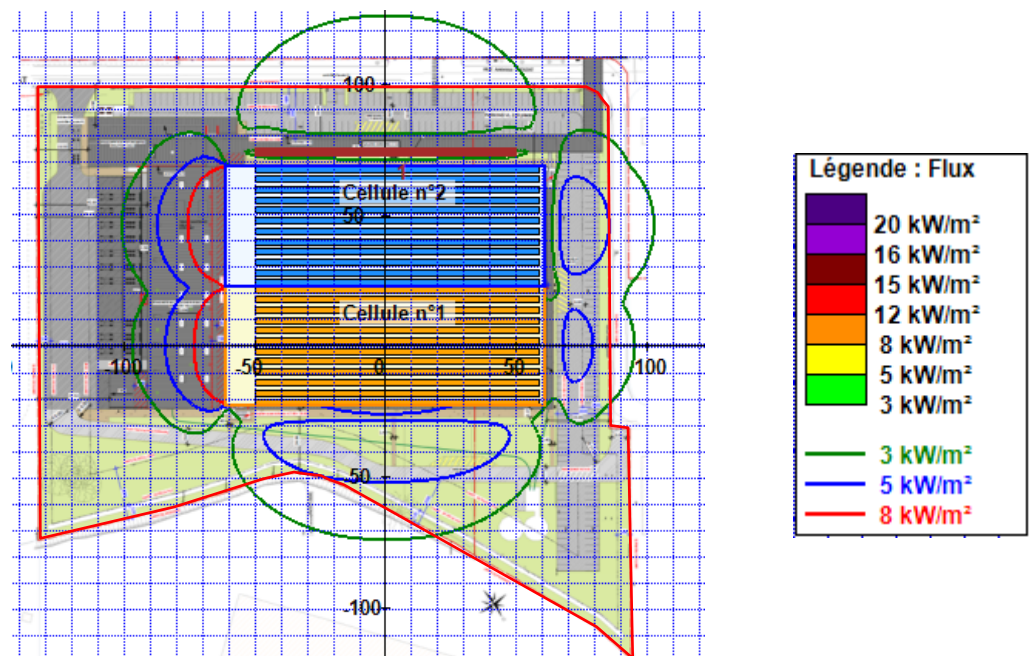 100
Cellule n°2
50
Cellule n°1
-100
-50
50
100
-50
-100
Légende : Flux
20 kW/m²
16 kW/m²
15 kW/m²
12 kW/m²
8 kW/m²
5 kW/m²
3 kW/m²
3 kW/m²
5 kW/m²
8 kW/m²